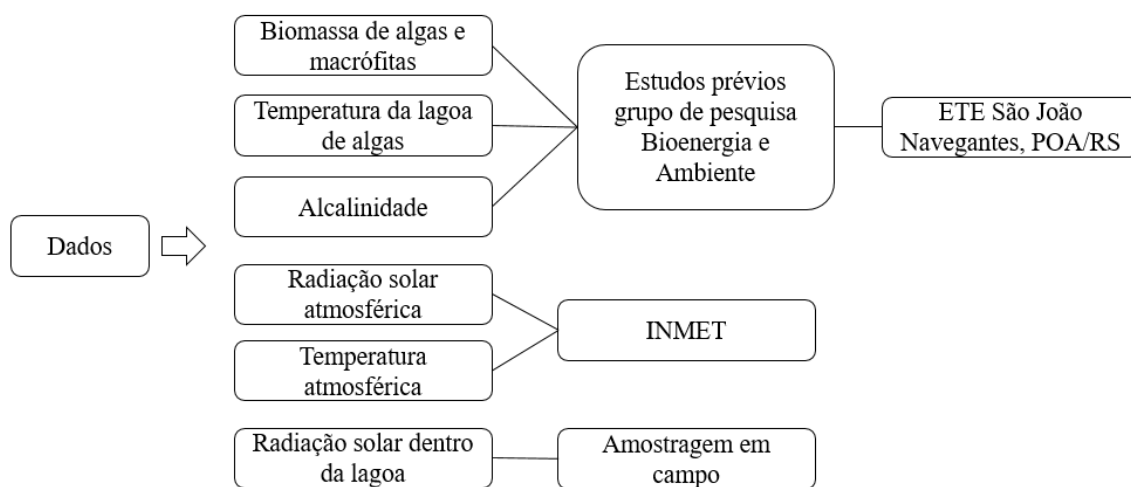 Dados
Biomassa de algas e
macrófitas
Temperatura da lagoa
de algas
Alcalinidade
Radiação solar
atmosférica
Temperatura
atmosférica
Radiação solar dentro
da lagoa
Estudos prévios
grupo de pesquisa
Bioenergia e
Ambiente
INMET
Amostragem em
campo
ETE São João
Navegantes, POA/RS